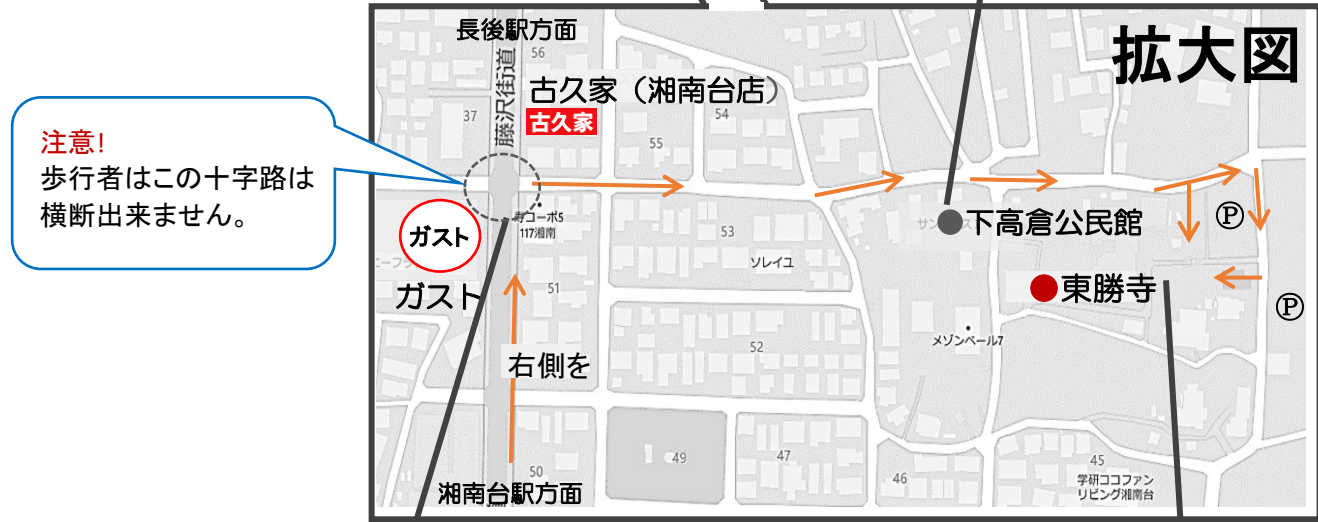 拡大図
長後駅方面
56
藤沢街道
古久家（湘南台店）
古久家
37
55
54
注意!
歩行者はこの十字路は
横断出来ません。
寿コーポ5
117湘南
ガスト
ガスト
53
ソレイユ
下高倉公民館
Ⓟ
東勝寺
Ⓟ
51
メゾンベール7
52
右側を
50
49
47
46
45
学研ココファン
リビング湘南台
湘南台駅方面